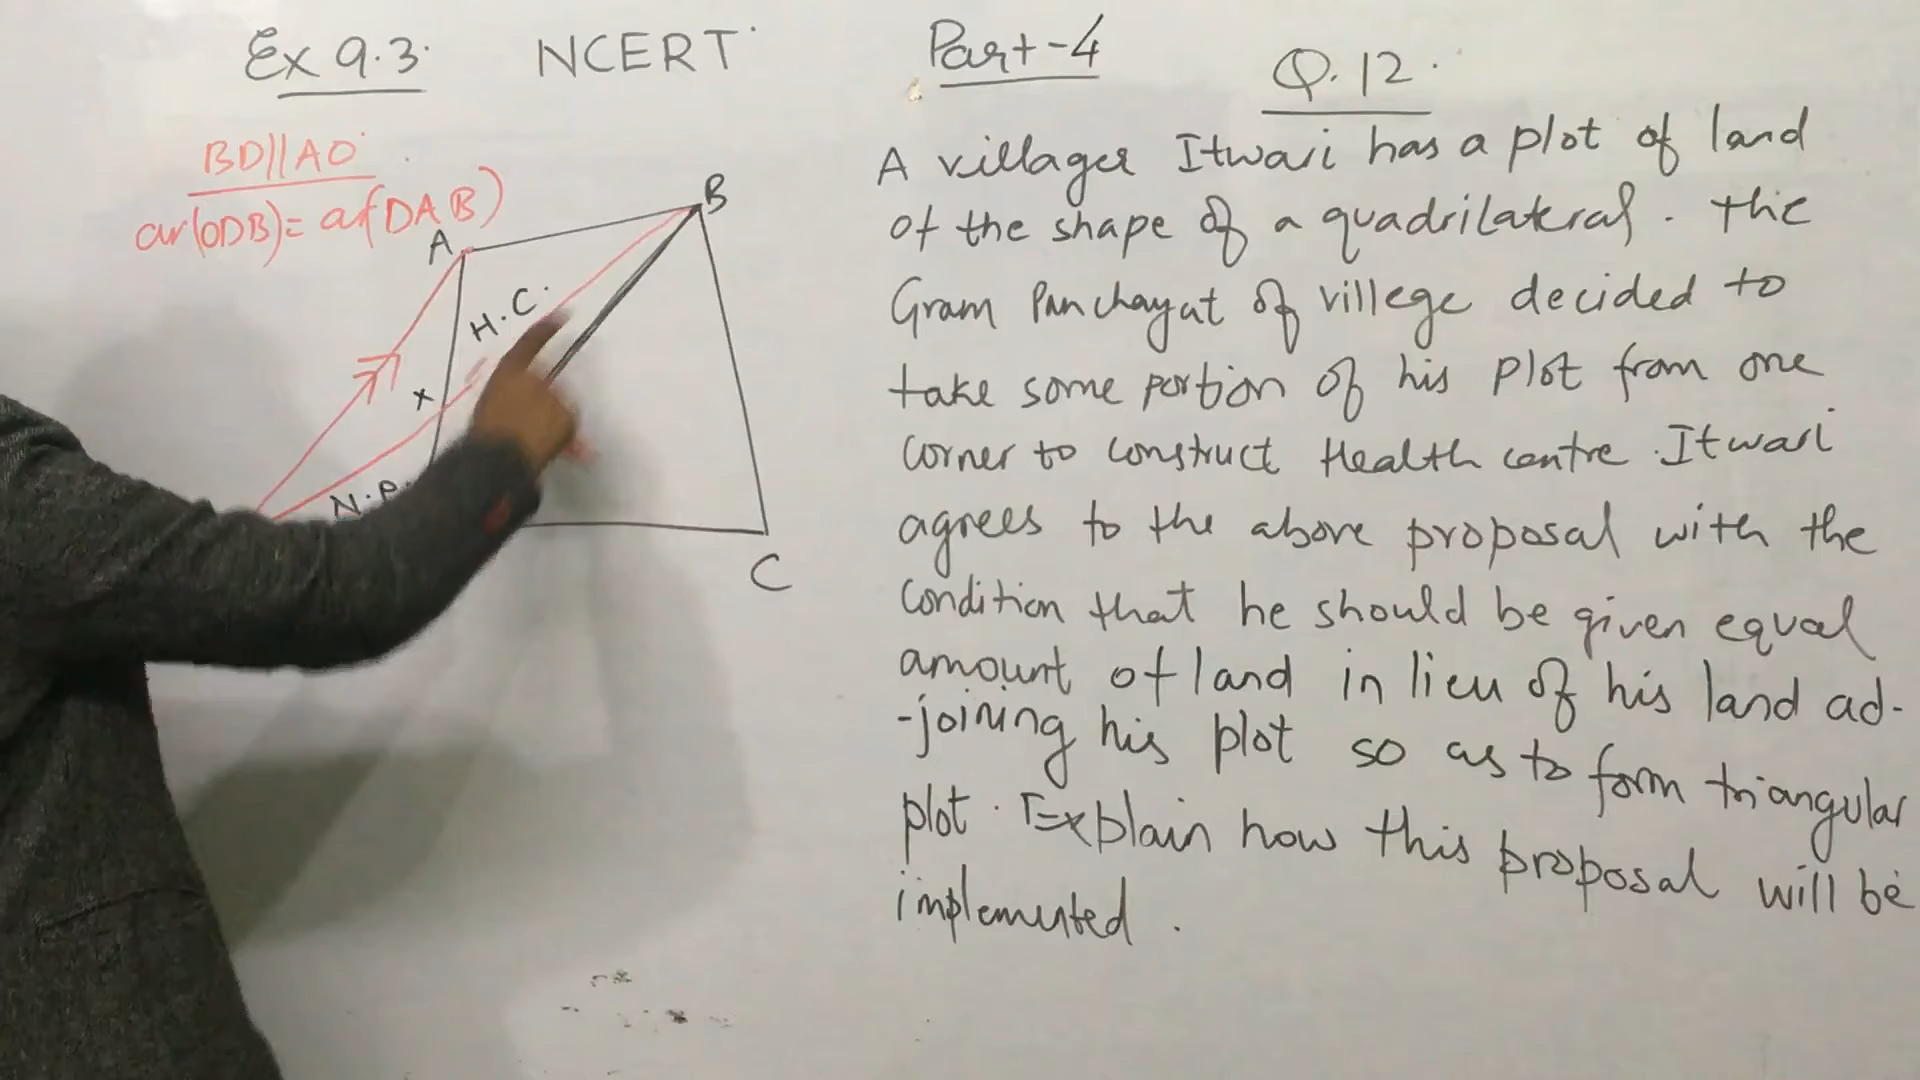 Ex 9.3. NCERT Part-4
Q.12
BD||AO
ar(ODB)= ar(DAB)
A
B
H.C.
x
N.P.
C
A villager Itwari has a plot of land
of the shape of a quadrilateral. The
Gram Panchayat of villege decided to
take some portion of his plot from one
corner to construct Health centre. Itwari
agrees to the above proposal with the
condition that he should be given equal
amount of land in lieu of his land ad-
-joining his plot so as to form triangular
plot. Explain how this proposal will be
implemented.